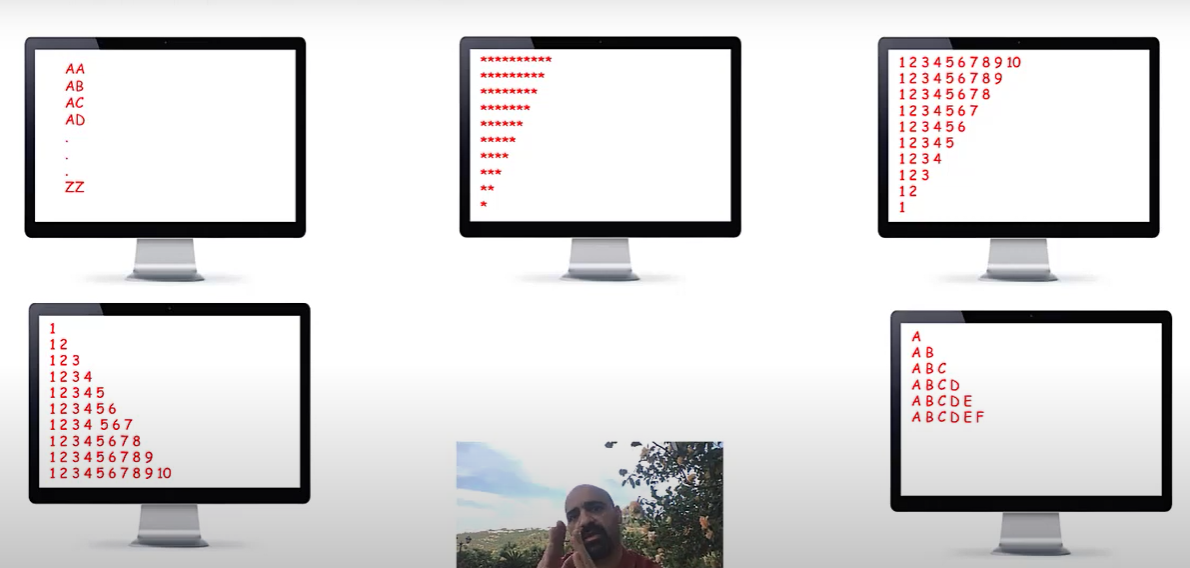 AA
AB
AC
AD
.
.
.
ZZ
**********
*********
********
*******
******
*****
****
***
**
*
1 2 3 4 5 6 7 8 9 10
1 2 3 4 5 6 7 8 9
1 2 3 4 5 6 7 8
1 2 3 4 5 6 7
1 2 3 4 5 6
1 2 3 4 5
1 2 3 4
1 2 3
1 2
1
1
1 2
1 2 3
1 2 3 4
1 2 3 4 5
1 2 3 4 5 6
1 2 3 4 5 6 7
1 2 3 4 5 6 7 8
1 2 3 4 5 6 7 8 9
1 2 3 4 5 6 7 8 9 10
A
A B
A B C
A B C D
A B C D E
A B C D E F